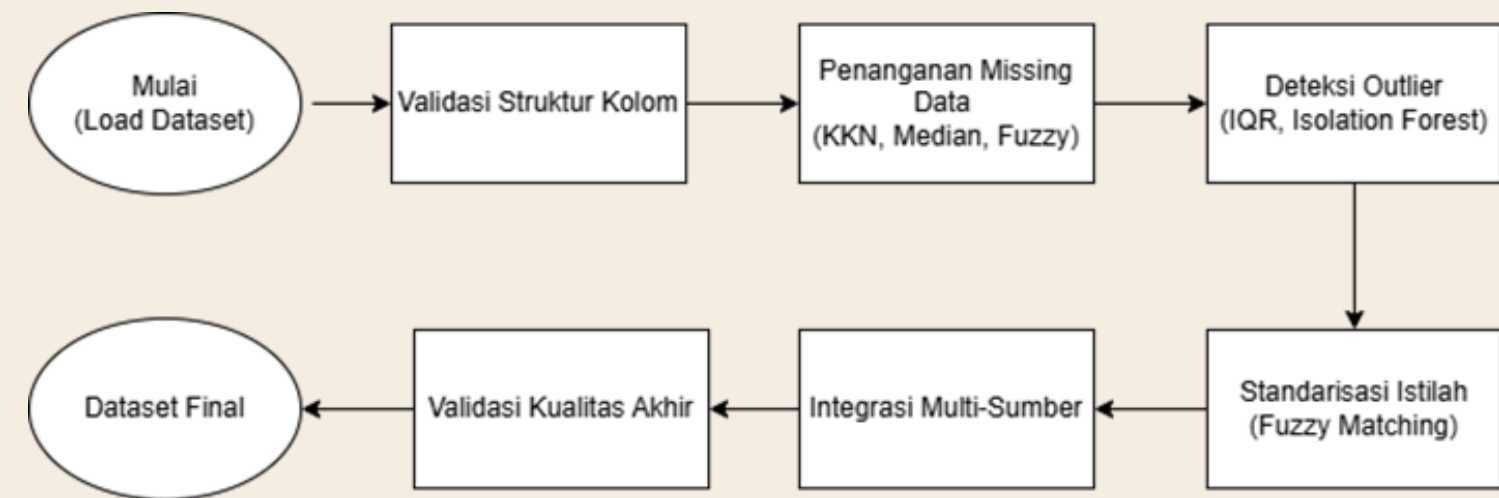 Mulai
(Load Dataset)
Validasi Struktur Kolom
Penanganan Missing
Data
(KKN, Median, Fuzzy)
Deteksi Outlier
(IQR, Isolation Forest)
Standarisasi Istilah
(Fuzzy Matching)
Integrasi Multi-Sumber
Validasi Kualitas Akhir
Dataset Final